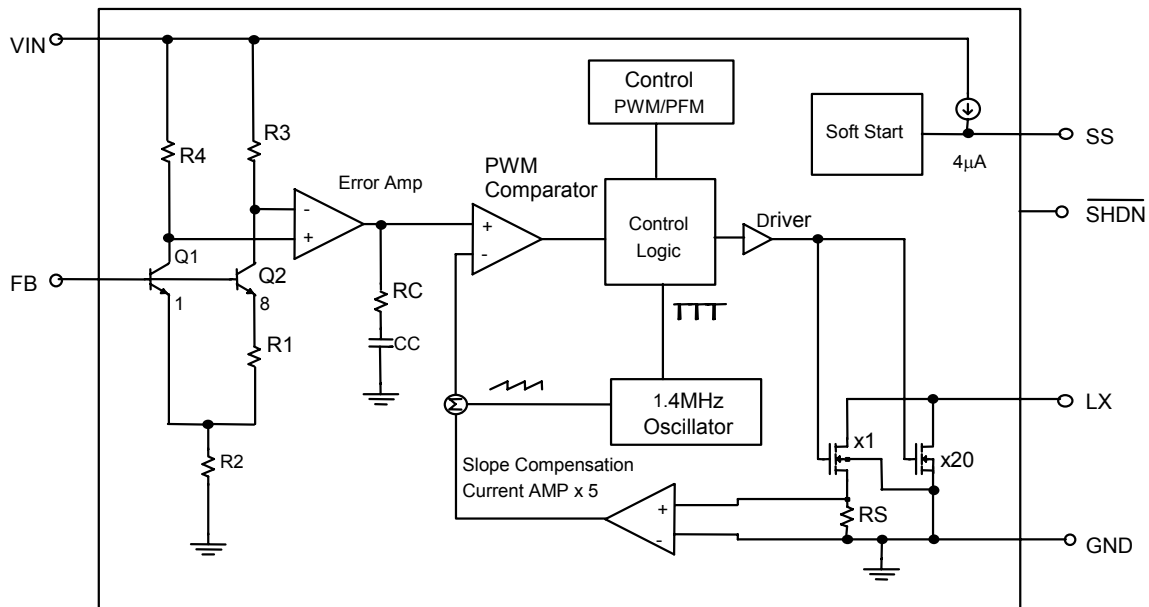 VIN
Control
PWM/PFM
Soft Start
SS
4µA
R4
R3
Error Amp
PWM
Comparator
-
+
+
-
Control
Logic
Driver
SHDN
FB
Q1
Q2
1
8
RC
CC
R1
R2
Σ
1.4MHz
Oscillator
LX
x1
x20
Slope Compensation
Current AMP x 5
+
-
RS
GND